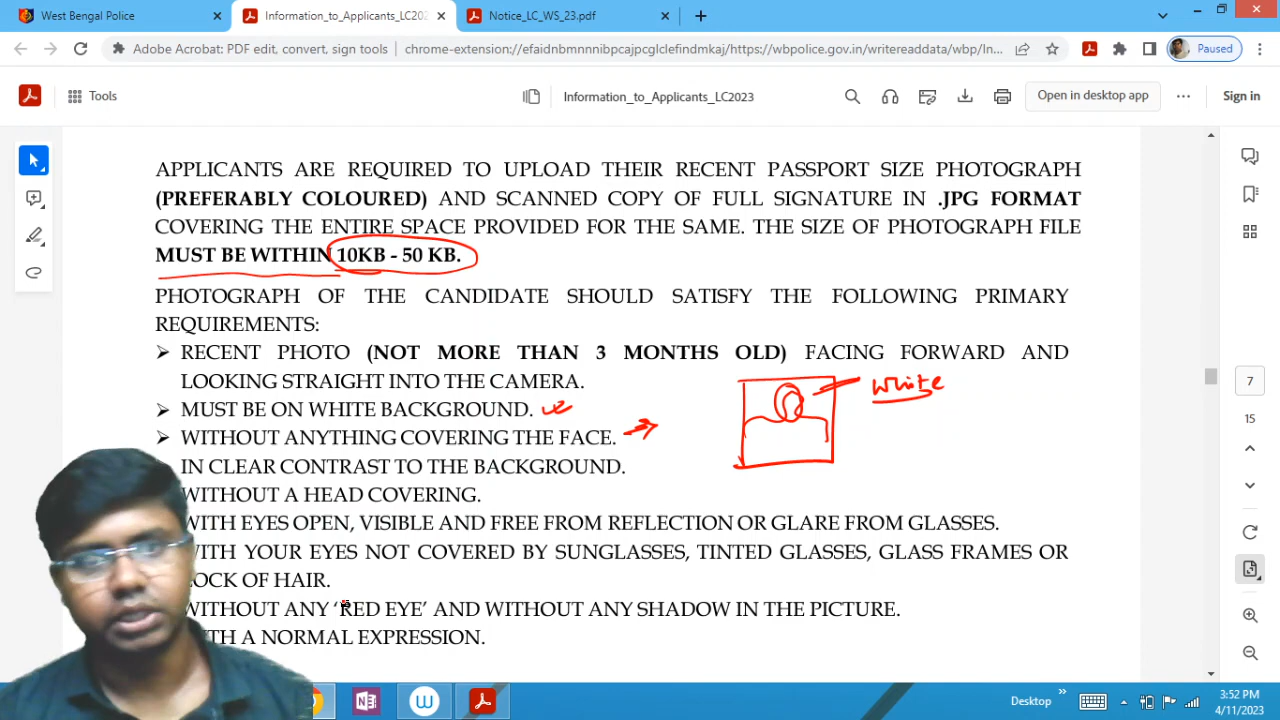 West Bengal Police
Information_to_Applicants_LC202
Notice_LC_WS_23.pdf
Adobe Acrobat: PDF edit, convert, sign tools
chrome-extension://efaidnbmnnnibpcajpcglclefindmkaj/https://wbpolice.gov.in/writereaddata/wbp/In...
Paused
Tools
Information_to_Applicants_LC2023
Open in desktop app
Sign in
APPLICANTS ARE REQUIRED TO UPLOAD THEIR RECENT PASSPORT SIZE PHOTOGRAPH
(PREFERABLY COLOURED) AND SCANNED COPY OF FULL SIGNATURE IN .JPG FORMAT
COVERING THE ENTIRE SPACE PROVIDED FOR THE SAME. THE SIZE OF PHOTOGRAPH FILE
MUST BE WITHIN 10KB - 50 KB.
PHOTOGRAPH OF THE CANDIDATE SHOULD SATISFY THE FOLLOWING PRIMARY
REQUIREMENTS:
➢ RECENT PHOTO (NOT MORE THAN 3 MONTHS OLD) FACING FORWARD AND
LOOKING STRAIGHT INTO THE CAMERA.
white
➢ MUST BE ON WHITE BACKGROUND.
➢ WITHOUT ANYTHING COVERING THE FACE.
IN CLEAR CONTRAST TO THE BACKGROUND.
WITHOUT A HEAD COVERING.
WITH EYES OPEN, VISIBLE AND FREE FROM REFLECTION OR GLARE FROM GLASSES.
WITH YOUR EYES NOT COVERED BY SUNGLASSES, TINTED GLASSES, GLASS FRAMES OR
LOCK OF HAIR.
WITHOUT ANY ‘RED EYE’ AND WITHOUT ANY SHADOW IN THE PICTURE.
WITH A NORMAL EXPRESSION.
7
15
Desktop
3:52 PM
4/11/2023